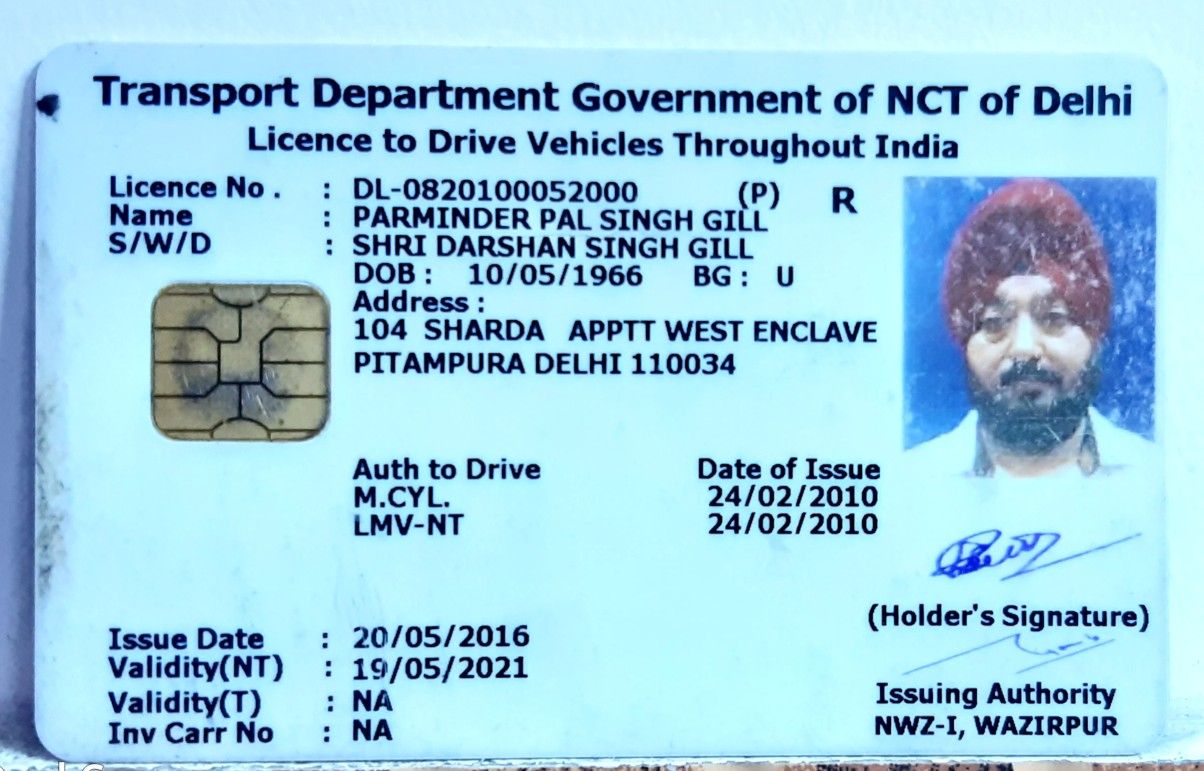 Transport Department Government of NCT of Delhi
Licence to Drive Vehicles Throughout India
Licence No . : DL-0820100052000 (P) R
Name : PARMINDER PAL SINGH GILL
S/W/D : SHRI DARSHAN SINGH GILL
DOB : 10/05/1966 BG : U
Address :
104 SHARDA APPTT WEST ENCLAVE
PITAMPURA DELHI 110034
Auth to Drive Date of Issue
M.CYL. 24/02/2010
LMV-NT 24/02/2010
(Holder's Signature)
Issue Date : 20/05/2016
Validity(NT) : 19/05/2021
Validity(T) : NA
Inv Carr No : NA
Issuing Authority
NWZ-I, WAZIRPUR